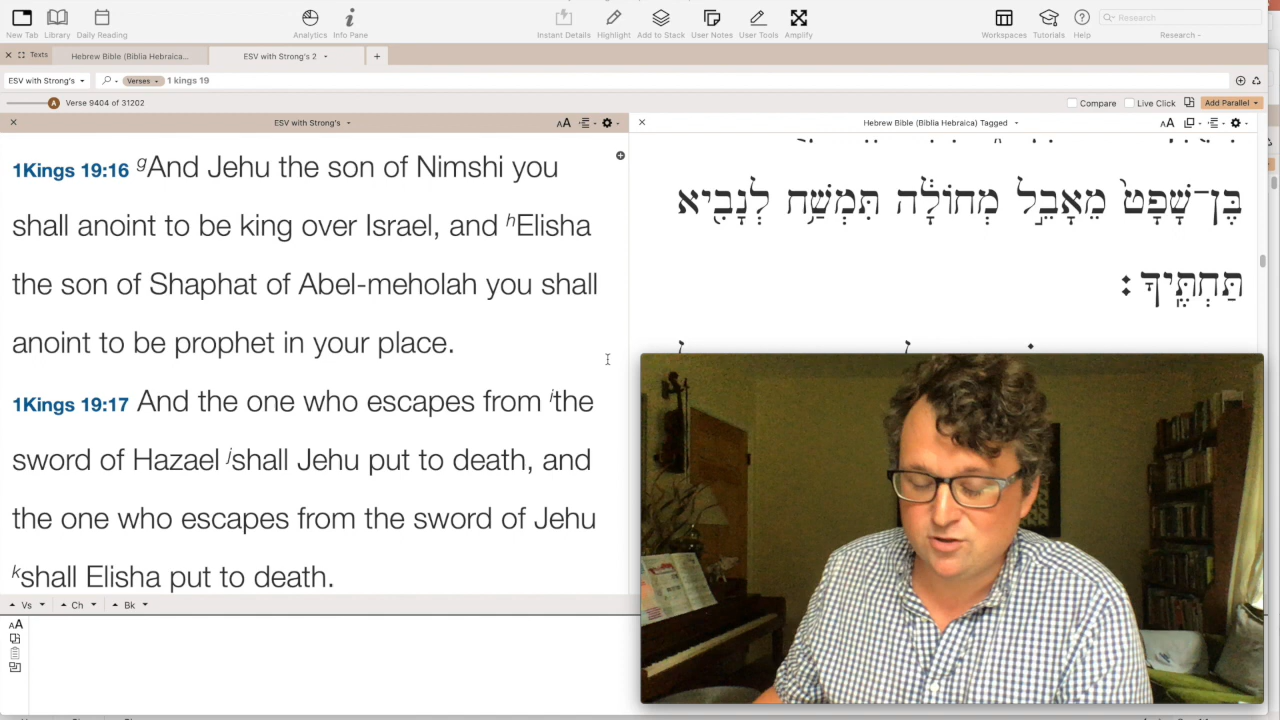 New Tab Library Daily Reading Analytics Info Pane Instant Details Highlight Add to Stack User Notes User Tools Amplify Workspaces Tutorials Help Research Research
Texts Hebrew Bible (Biblia Hebraica... ESV with Strong's 2
ESV with Strong's Verses 1 kings 19
A Verse 9404 of 31202 Compare Live Click Add Parallel
ESV with Strong's AA Hebrew Bible (Biblia Hebraica) Tagged AA
1Kings 19:16 gAnd Jehu the son of Nimshi you
shall anoint to be king over Israel, and hElisha
the son of Shaphat of Abel-meholah you shall
anoint to be prophet in your place.
1Kings 19:17 And the one who escapes from ithe
sword of Hazael jshall Jehu put to death, and
the one who escapes from the sword of Jehu
kshall Elisha put to death.
בֶּן־שָׁפָט֙ מֵאָבֵ֣ל מְחוֹלָ֔ה תִּמְשַׁ֥ח לְנָבִ֖יא
תַּחְתֶּֽיךָ׃
Vs Ch Bk
AA